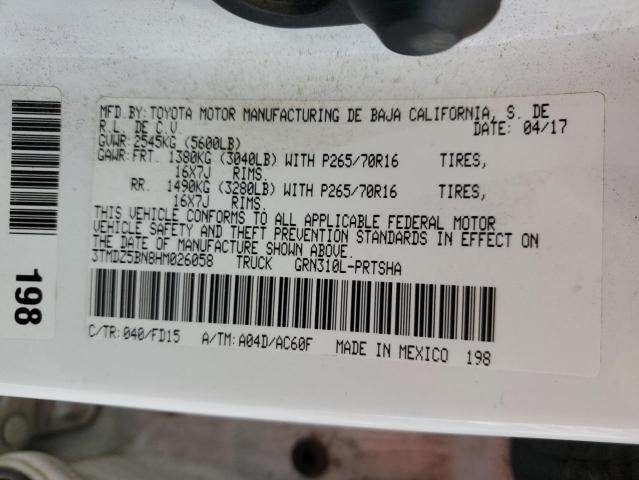 MFD.BY: TOYOTA MOTOR MANUFACTURING DE BAJA CALIFORNIA, S. DE
R.L. DE C.V. DATE: 04/17
GVWR: 2545KG (5600LB)
GAWR: FRT. 1380KG (3040LB) WITH P265/70R16 TIRES,
16X7J RIMS.
RR. 1490KG (3280LB) WITH P265/70R16 TIRES,
16X7J RIMS.
THIS VEHICLE CONFORMS TO ALL APPLICABLE FEDERAL MOTOR
VEHICLE SAFETY AND THEFT PREVENTION STANDARDS IN EFFECT ON
THE DATE OF MANUFACTURE SHOWN ABOVE.
3TMDZ5BN8HM026058 TRUCK GRN310L-PRTSHA
C/TR: 040/FD15 A/TM: A04D/AC60F MADE IN MEXICO 198
198